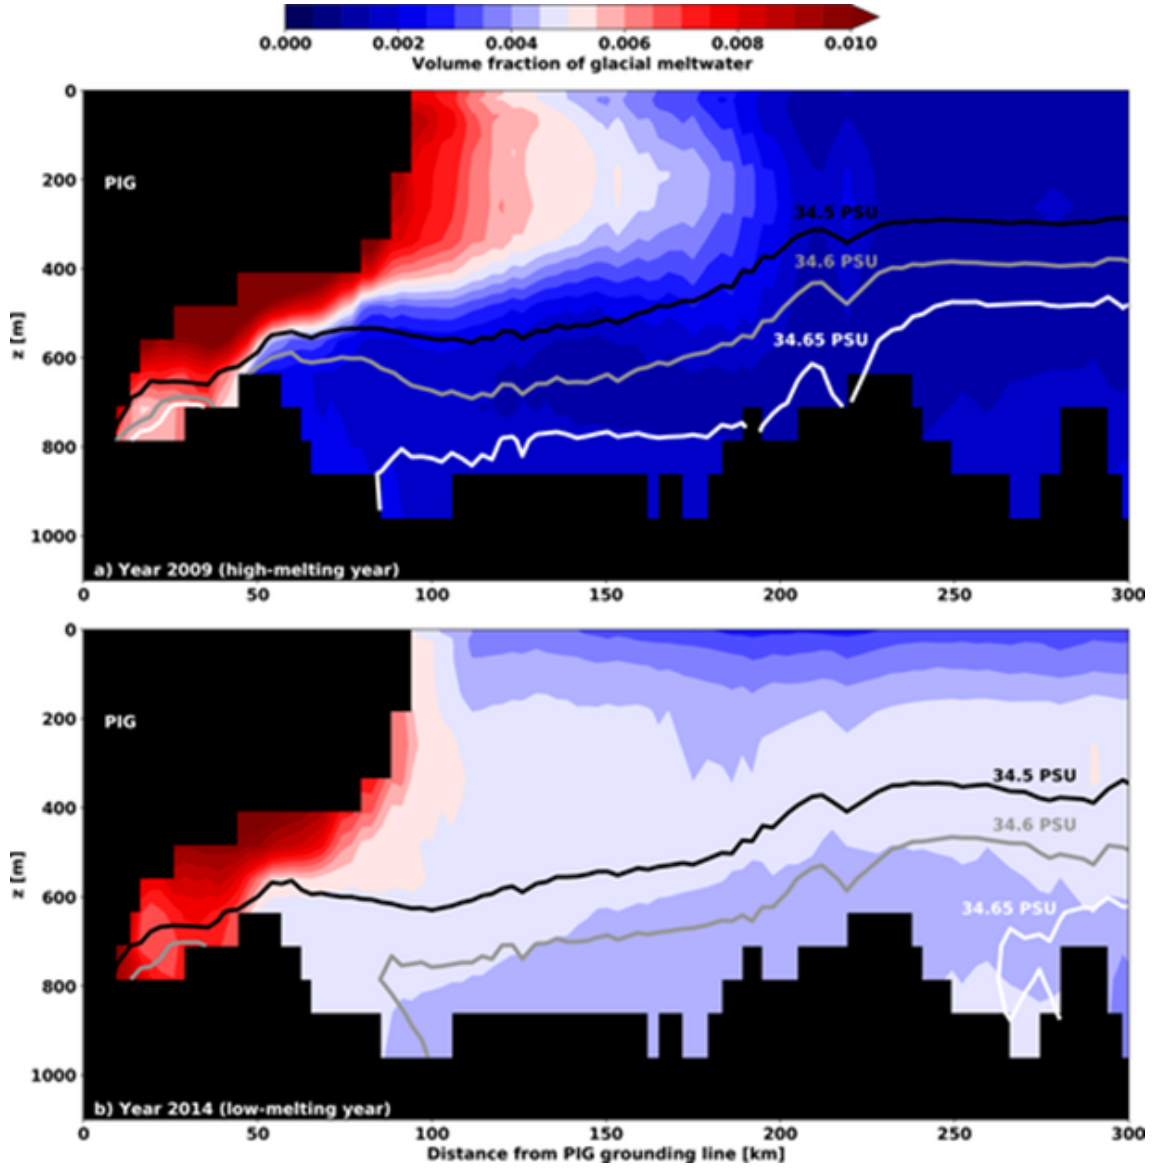 0.000 0.002 0.004 0.006 0.008 0.010
Volume fraction of glacial meltwater
0
200
400
600
800
1000
z [m]
PIG
34.5 PSU
34.6 PSU
34.65 PSU
a) Year 2009 (high-melting year)
0 50 100 150 200 250 300
0
200
400
600
800
1000
z [m]
PIG
34.5 PSU
34.6 PSU
34.65 PSU
b) Year 2014 (low-melting year)
0 50 100 150 200 250 300
Distance from PIG grounding line [km]